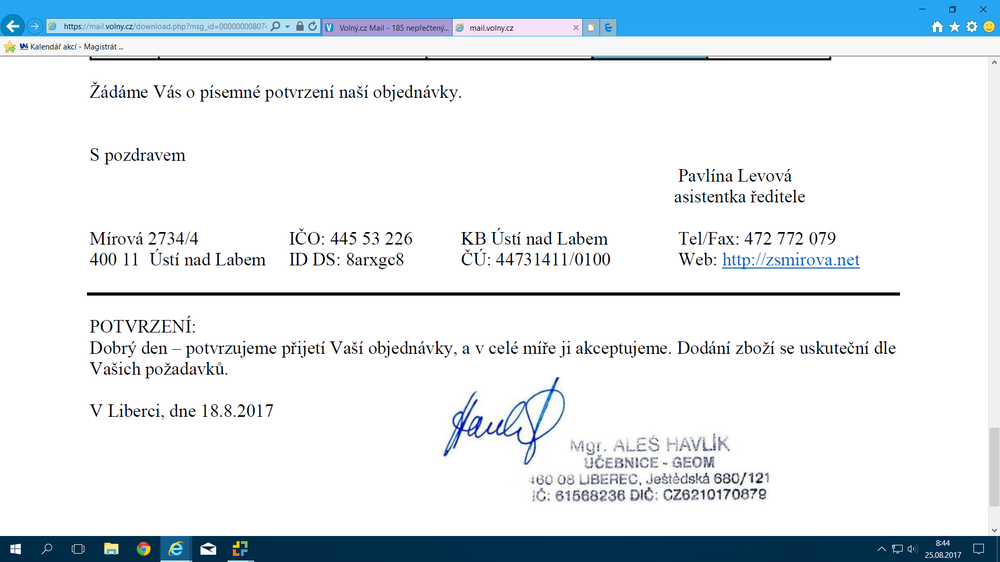 https://mail.volny.cz/download.php?msg_id=000000008074
Volný.cz Mail - 185 nepřečtený...
mail.volny.cz
Kalendář akcí - Magistrát ...
Žádáme Vás o písemné potvrzení naší objednávky.
S pozdravem
Pavlína Levová
asistentka ředitele
Mírová 2734/4 IČO: 445 53 226 KB Ústí nad Labem Tel/Fax: 472 772 079
400 11 Ústí nad Labem ID DS: 8arxgc8 ČÚ: 44731411/0100 Web: http://zsmirova.net
POTVRZENÍ:
Dobrý den – potvrzujeme přijetí Vaší objednávky, a v celé míře ji akceptujeme. Dodání zboží se uskuteční dle
Vašich požadavků.
V Liberci, dne 18.8.2017
Mgr. ALEŠ HAVLÍK
UČEBNICE - GEOM
460 08 LIBEREC, Ještědská 680/121
IČ: 61568236 DIČ: CZ6210170879
8:44
25.08.2017